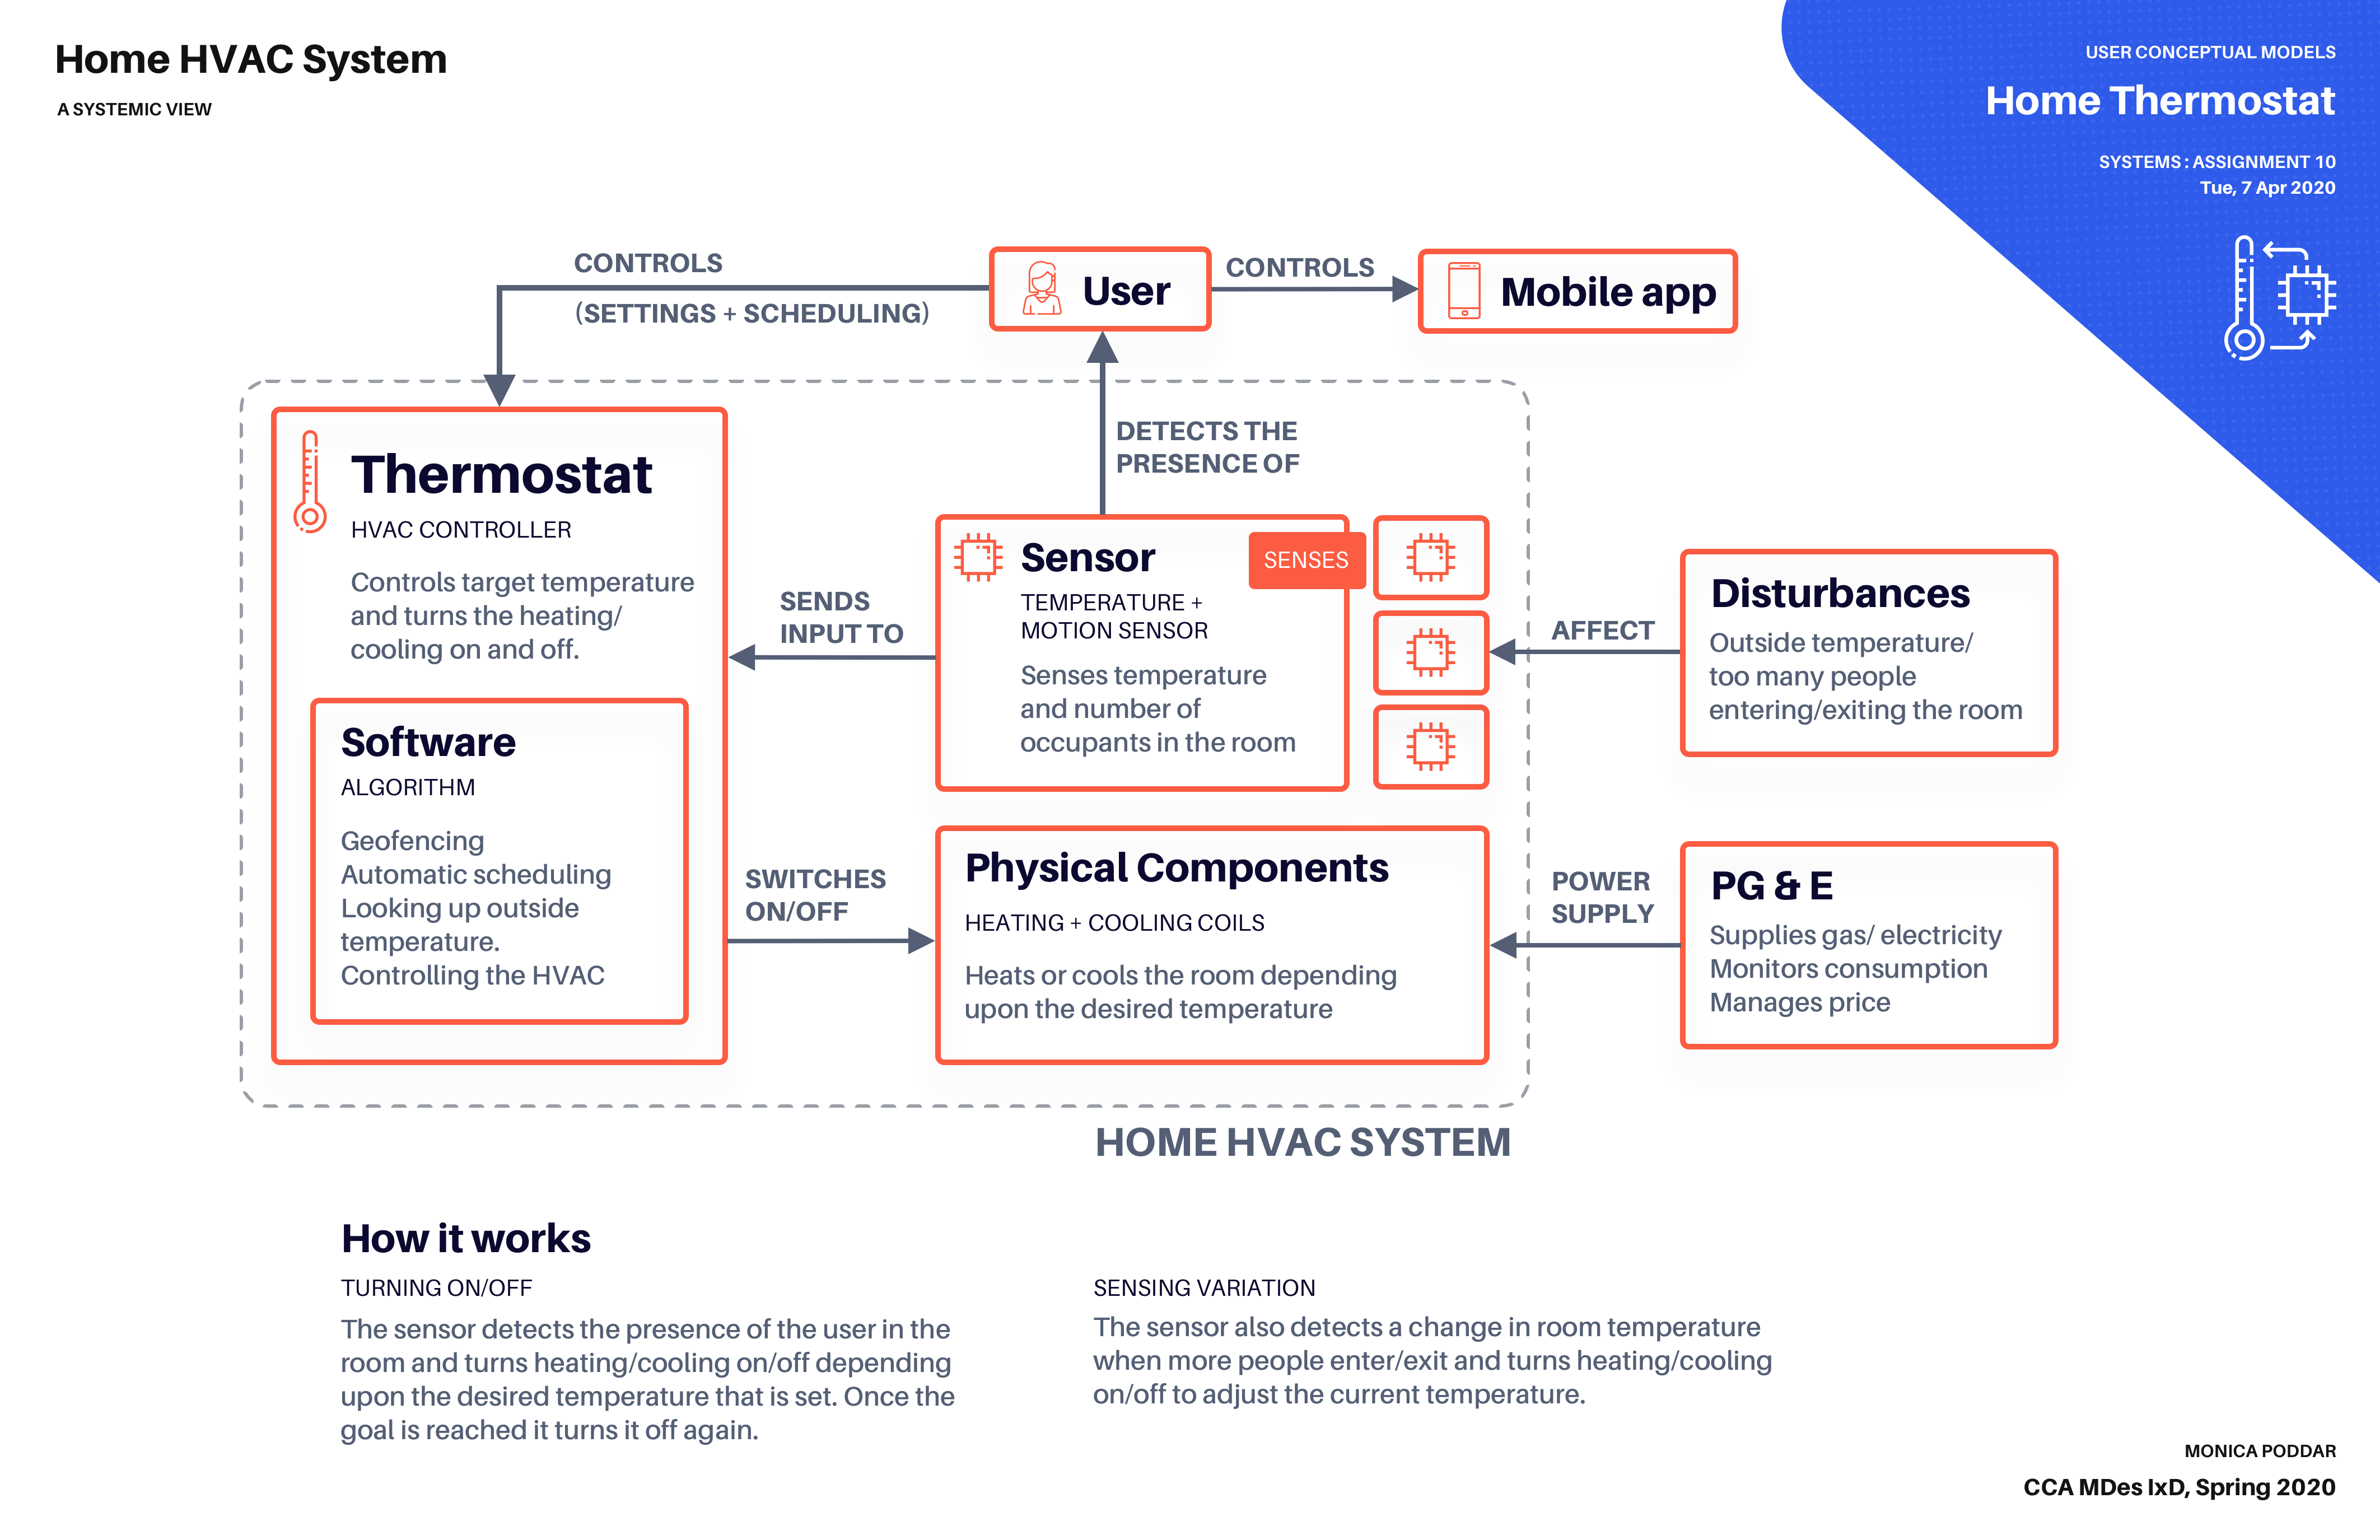 Home HVAC System
A SYSTEMIC VIEW
USER CONCEPTUAL MODELS
Home Thermostat
SYSTEMS : ASSIGNMENT 10
Tue, 7 Apr 2020
CONTROLS
(SETTINGS + SCHEDULING)
User
CONTROLS
Mobile app
DETECTS THE
PRESENCE OF
Thermostat
HVAC CONTROLLER
Controls target temperature
and turns the heating/
cooling on and off.
Software
ALGORITHM
Geofencing
Automatic scheduling
Looking up outside
temperature.
Controlling the HVAC
SENDS
INPUT TO
Sensor
SENSES
TEMPERATURE +
MOTION SENSOR
Senses temperature
and number of
occupants in the room
AFFECT
Disturbances
Outside temperature/
too many people
entering/exiting the room
SWITCHES
ON/OFF
Physical Components
HEATING + COOLING COILS
Heats or cools the room depending
upon the desired temperature
POWER
SUPPLY
PG & E
Supplies gas/ electricity
Monitors consumption
Manages price
HOME HVAC SYSTEM
How it works
TURNING ON/OFF
The sensor detects the presence of the user in the
room and turns heating/cooling on/off depending
upon the desired temperature that is set. Once the
goal is reached it turns it off again.
SENSING VARIATION
The sensor also detects a change in room temperature
when more people enter/exit and turns heating/cooling
on/off to adjust the current temperature.
MONICA PODDAR
CCA MDes IxD, Spring 2020